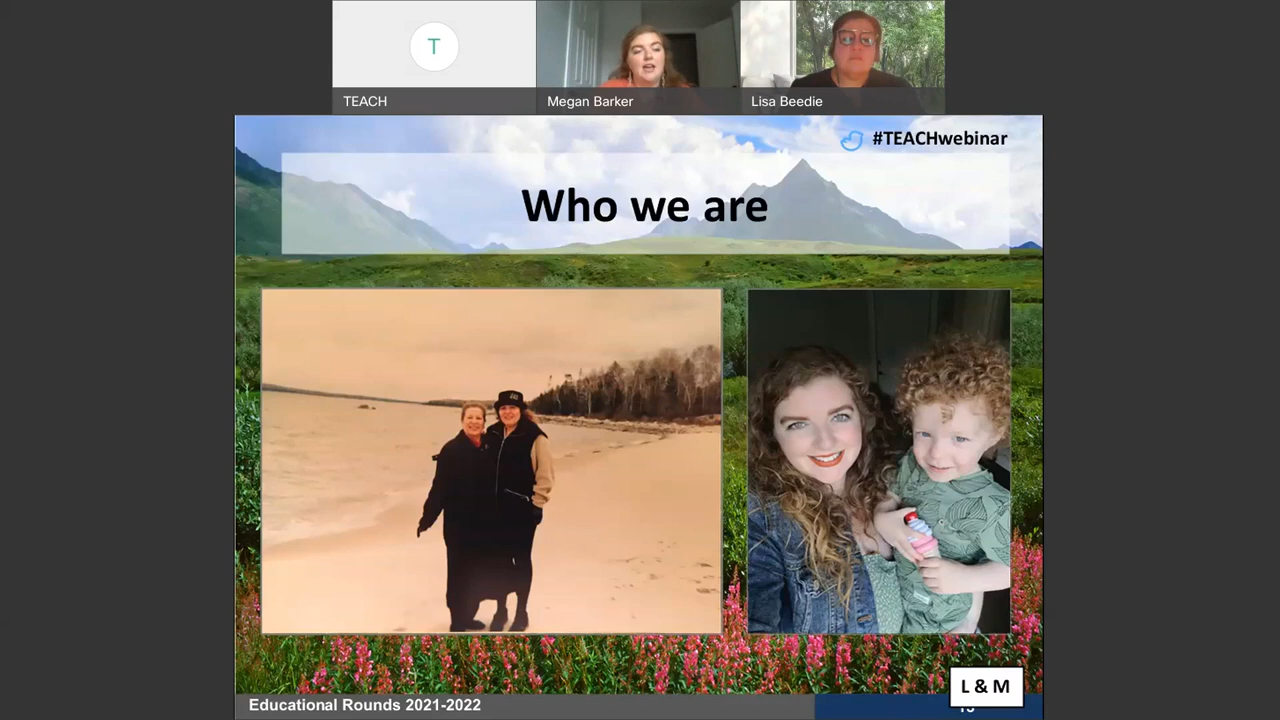 T
TEACH
Megan Barker
Lisa Beedie
#TEACHwebinar
Who we are
L & M
Educational Rounds 2021-2022